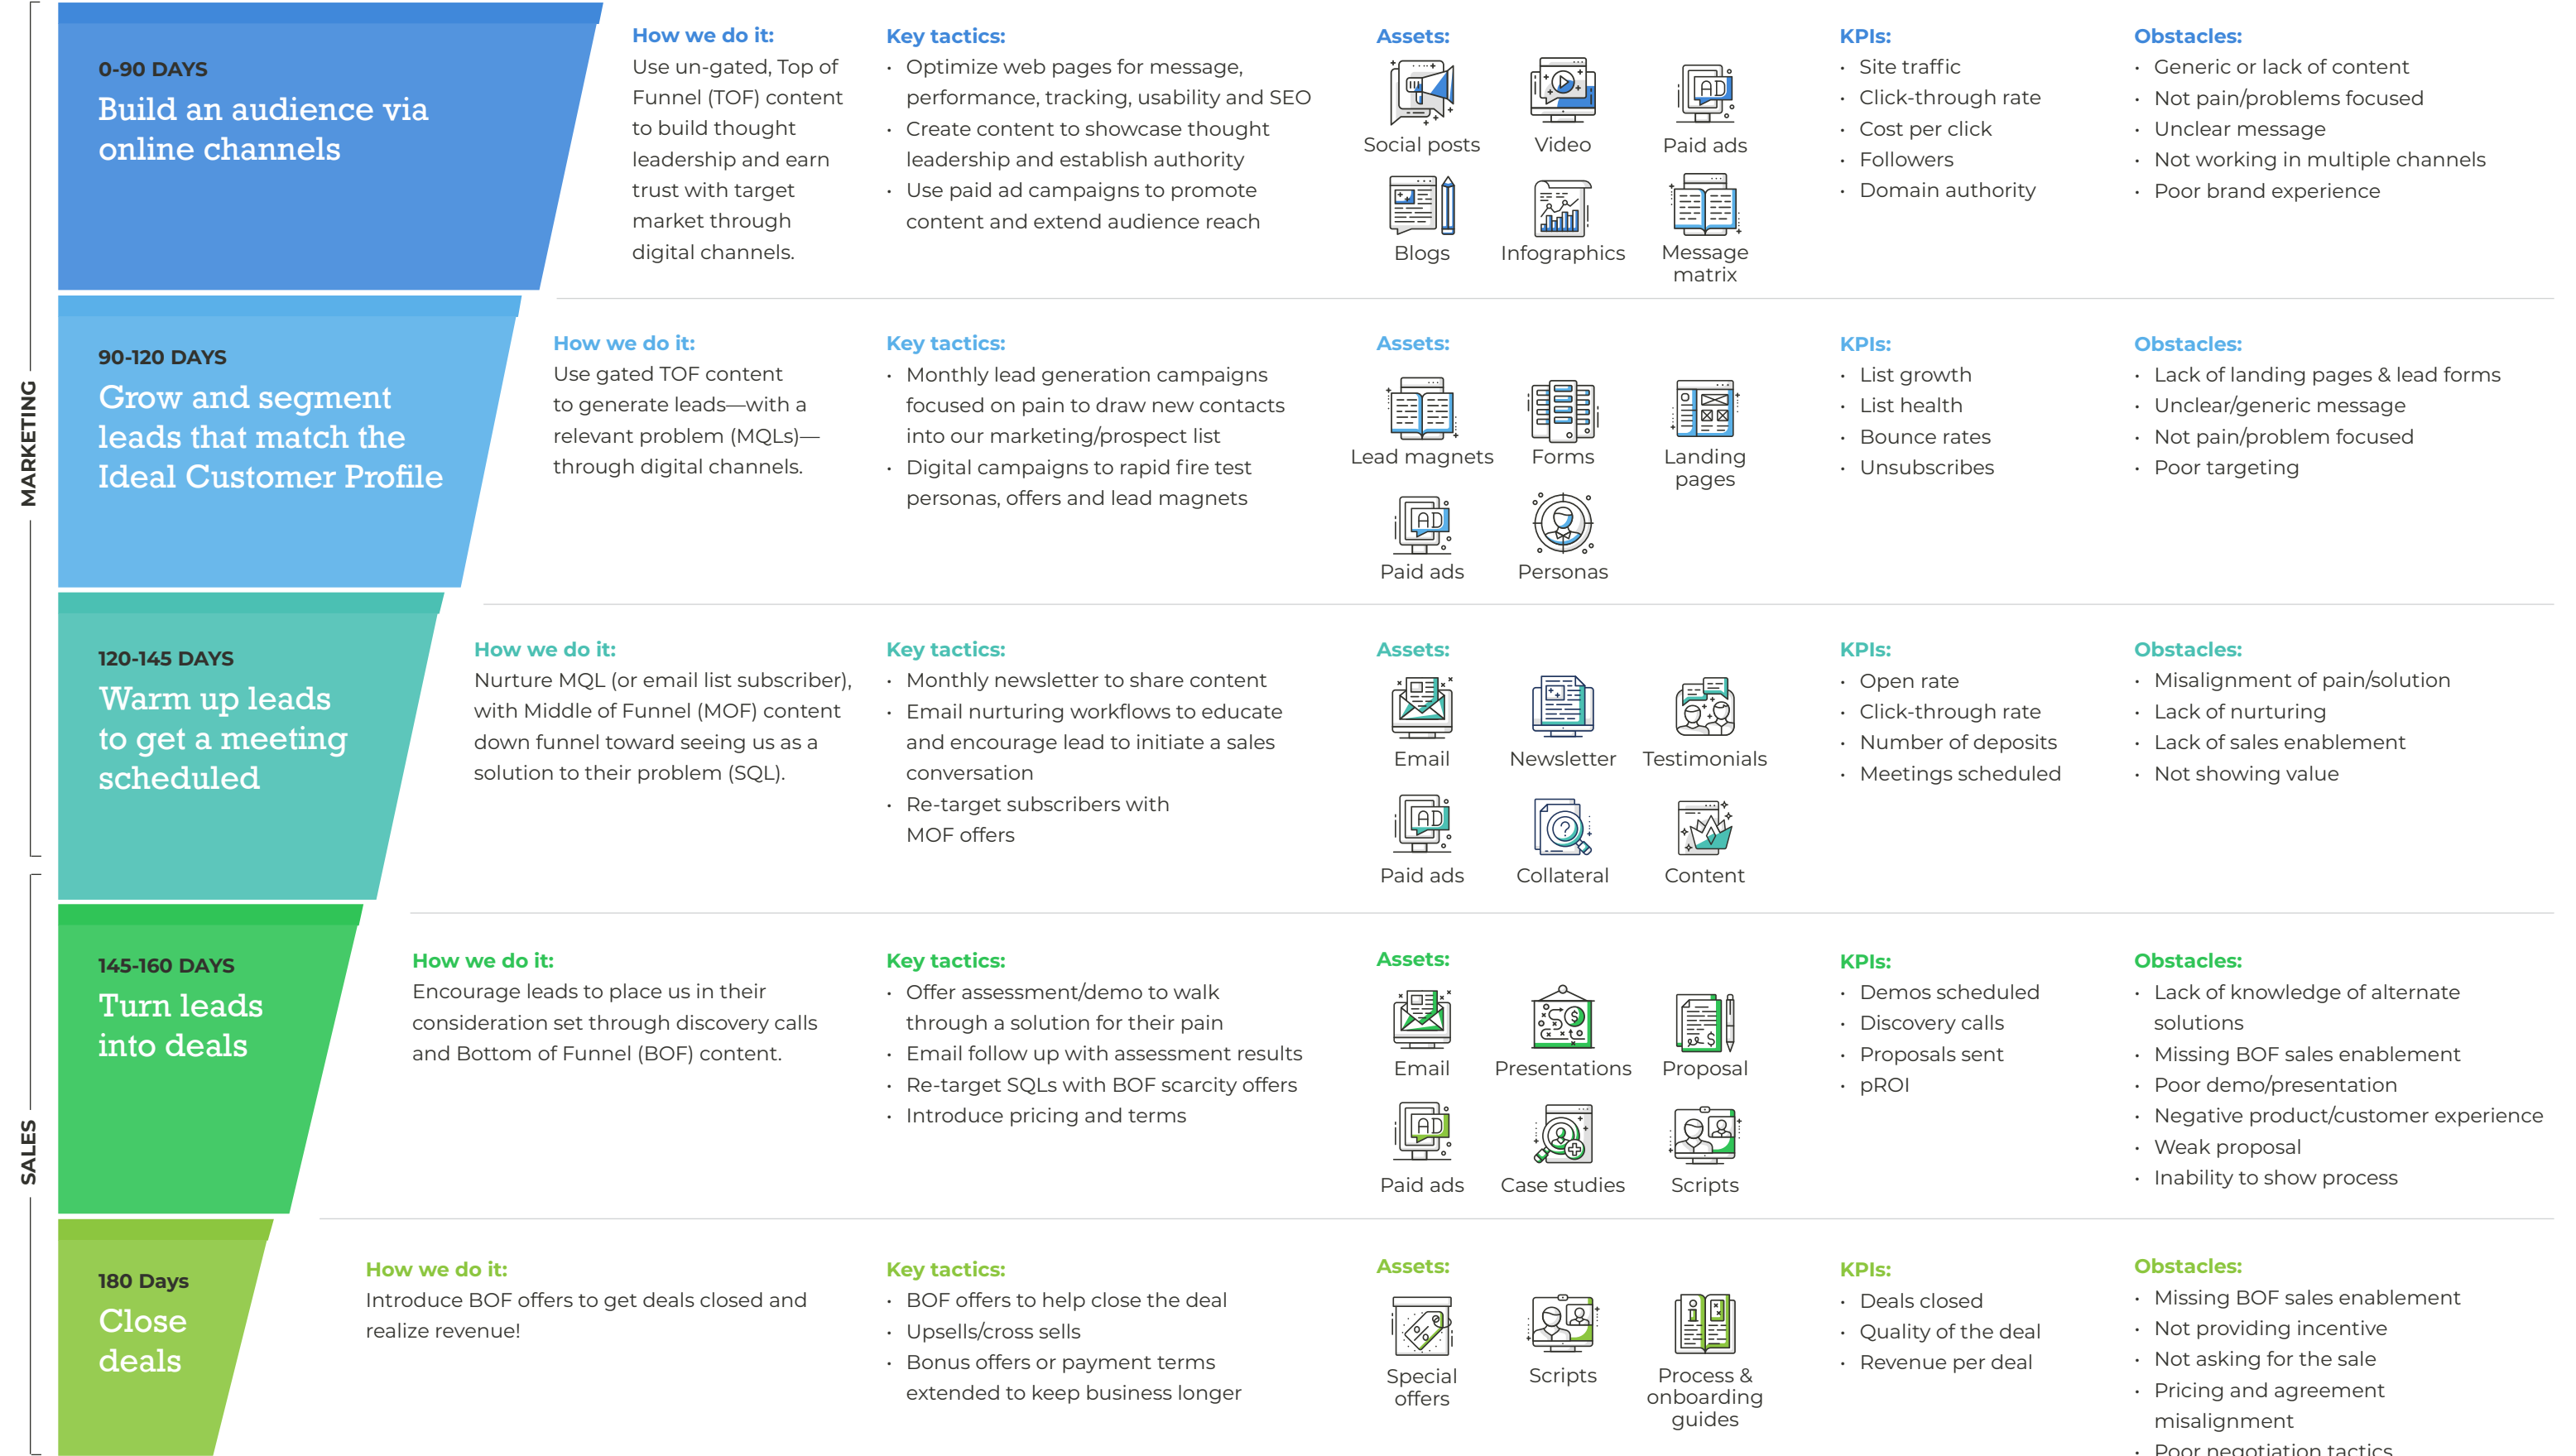 MARKETING
0-90 DAYS
Build an audience via
online channels
How we do it:
Use un-gated, Top of
Funnel (TOF) content
to build thought
leadership and earn
trust with target
market through
digital channels.
Key tactics:
· Optimize web pages for message,
performance, tracking, usability and SEO
· Create content to showcase thought
leadership and establish authority
· Use paid ad campaigns to promote
content and extend audience reach
Assets:
Social posts
Video
Paid ads
Blogs
Infographics
Message
matrix
KPIs:
· Site traffic
· Click-through rate
· Cost per click
· Followers
· Domain authority
Obstacles:
· Generic or lack of content
· Not pain/problems focused
· Unclear message
· Not working in multiple channels
· Poor brand experience
90-120 DAYS
Grow and segment
leads that match the
Ideal Customer Profile
How we do it:
Use gated TOF content
to generate leads—with a
relevant problem (MQLs)—
through digital channels.
Key tactics:
· Monthly lead generation campaigns
focused on pain to draw new contacts
into our marketing/prospect list
· Digital campaigns to rapid fire test
personas, offers and lead magnets
Assets:
Lead magnets
Forms
Landing
pages
Paid ads
Personas
KPIs:
· List growth
· List health
· Bounce rates
· Unsubscribes
Obstacles:
· Lack of landing pages & lead forms
· Unclear/generic message
· Not pain/problem focused
· Poor targeting
120-145 DAYS
Warm up leads
to get a meeting
scheduled
How we do it:
Nurture MQL (or email list subscriber),
with Middle of Funnel (MOF) content
down funnel toward seeing us as a
solution to their problem (SQL).
Key tactics:
· Monthly newsletter to share content
· Email nurturing workflows to educate
and encourage lead to initiate a sales
conversation
· Re-target subscribers with
MOF offers
Assets:
Email
Newsletter
Testimonials
Paid ads
Collateral
Content
KPIs:
· Open rate
· Click-through rate
· Number of deposits
· Meetings scheduled
Obstacles:
· Misalignment of pain/solution
· Lack of nurturing
· Lack of sales enablement
· Not showing value
SALES
145-160 DAYS
Turn leads
into deals
How we do it:
Encourage leads to place us in their
consideration set through discovery calls
and Bottom of Funnel (BOF) content.
Key tactics:
· Offer assessment/demo to walk
through a solution for their pain
· Email follow up with assessment results
· Re-target SQLs with BOF scarcity offers
· Introduce pricing and terms
Assets:
Email
Presentations
Proposal
Paid ads
Case studies
Scripts
KPIs:
· Demos scheduled
· Discovery calls
· Proposals sent
· pROI
Obstacles:
· Lack of knowledge of alternate
solutions
· Missing BOF sales enablement
· Poor demo/presentation
· Negative product/customer experience
· Weak proposal
· Inability to show process
180 Days
Close
deals
How we do it:
Introduce BOF offers to get deals closed and
realize revenue!
Key tactics:
· BOF offers to help close the deal
· Upsells/cross sells
· Bonus offers or payment terms
extended to keep business longer
Assets:
Special
offers
Scripts
Process &
onboarding
guides
KPIs:
· Deals closed
· Quality of the deal
· Revenue per deal
Obstacles:
· Missing BOF sales enablement
· Not providing incentive
· Not asking for the sale
· Pricing and agreement
misalignment
· Poor negotiation tactics